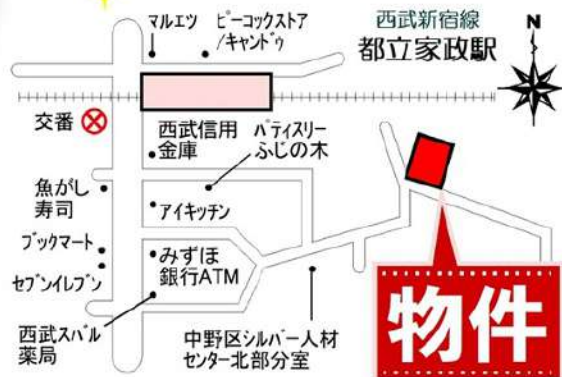 マルエツ
ピーコックストア
/キャンドゥ
西武新宿線
都立家政駅
N
交番
西武信用
金庫
パティスリー
ふじの木
魚がし
寿司
アイキッチン
ブックマート
セブンイレブン
みずほ
銀行ATM
西武スバル
薬局
中野区シルバー人材
センター北部分室
物件